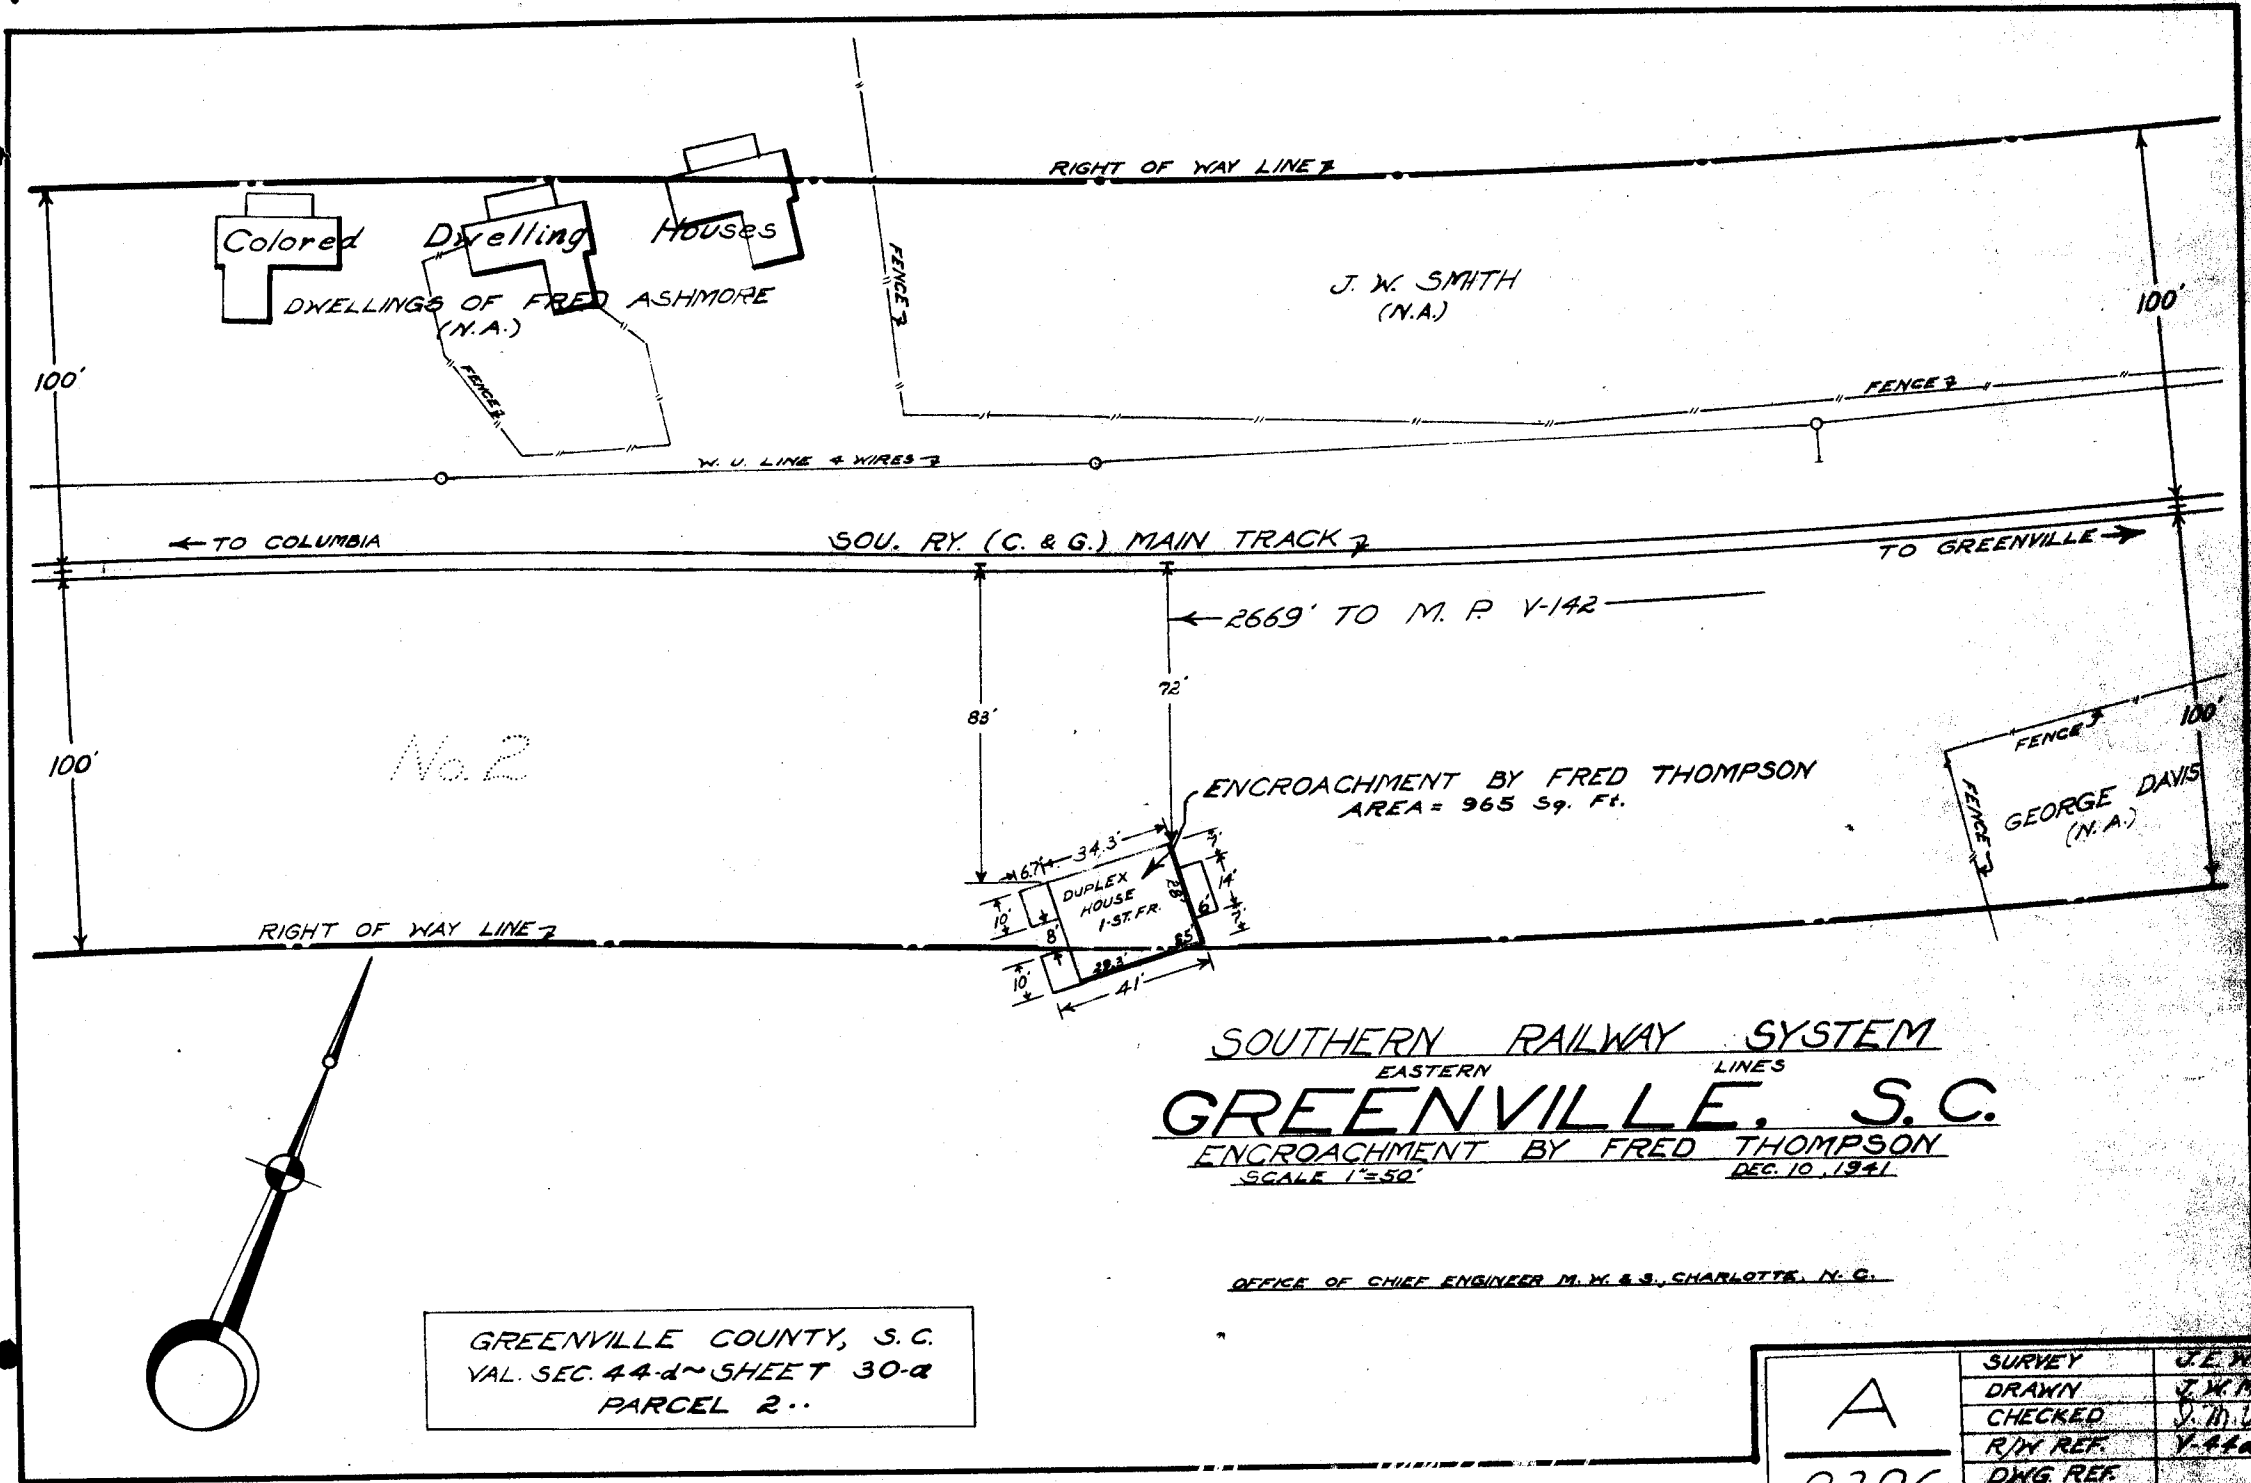 RIGHT OF WAY LINE
Colored Dwelling Houses
DWELLINGS OF FRED ASHMORE
(N.A.)
FENCE
FENCE
J. W. SMITH
(N.A.)
100'
100'
FENCE
W. U. LINE 4 WIRES
← TO COLUMBIA
SOU. RY. (C. & G.) MAIN TRACK
TO GREENVILLE →
2669' TO M. P. V-142
83'
72'
100'
100'
No. 2
FENCE
FENCE
GEORGE DAVIS
(N.A.)
ENCROACHMENT BY FRED THOMPSON
AREA = 965 Sq. Ft.
6.7'
34.3'
7'
14'
7'
28'
6'
DUPLEX
HOUSE
1-ST. FR.
10'
8'
10'
29.3'
41'
RIGHT OF WAY LINE
SOUTHERN RAILWAY SYSTEM
EASTERN LINES
GREENVILLE, S.C.
ENCROACHMENT BY FRED THOMPSON
SCALE 1"=50'
DEC. 10, 1941
OFFICE OF CHIEF ENGINEER M. W. & S., CHARLOTTE, N. C.
GREENVILLE COUNTY, S. C.
VAL. SEC. 44-d~SHEET 30-a
PARCEL 2..
A
SURVEY J. E. W
DRAWN J. W. M
CHECKED
R/W REF. V-44d
DWG. REF.